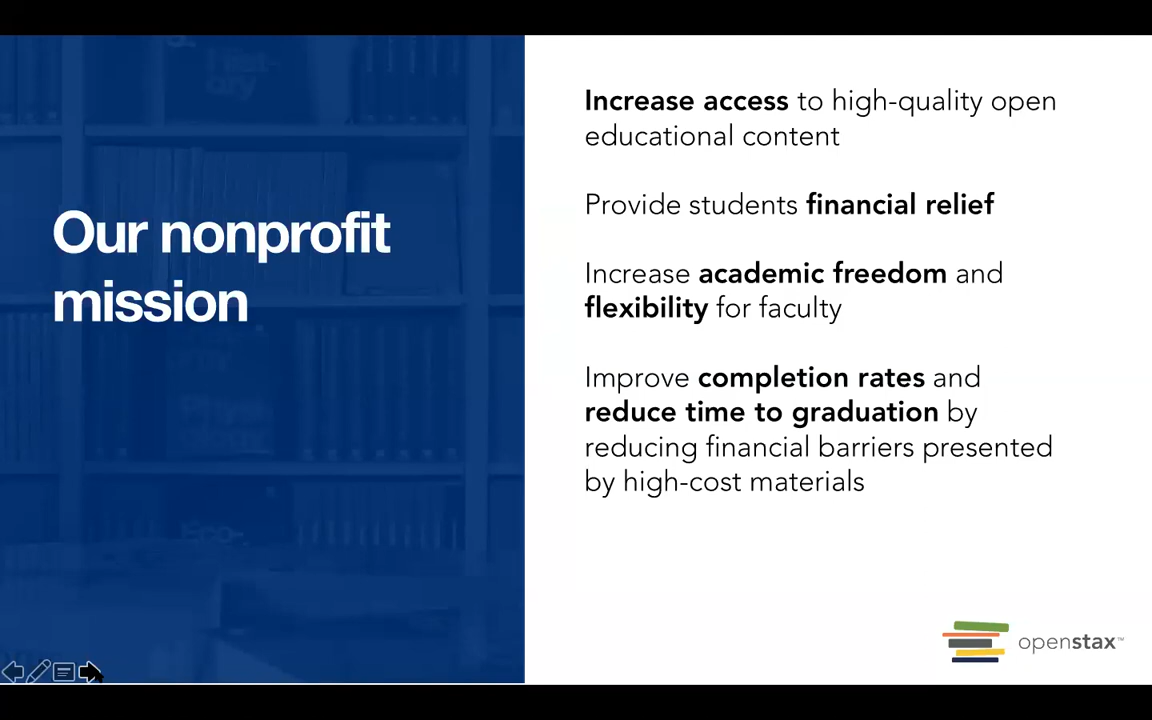 Our nonprofit
mission
Increase access to high-quality open
educational content
Provide students financial relief
Increase academic freedom and
flexibility for faculty
Improve completion rates and
reduce time to graduation by
reducing financial barriers presented
by high-cost materials
openstax™